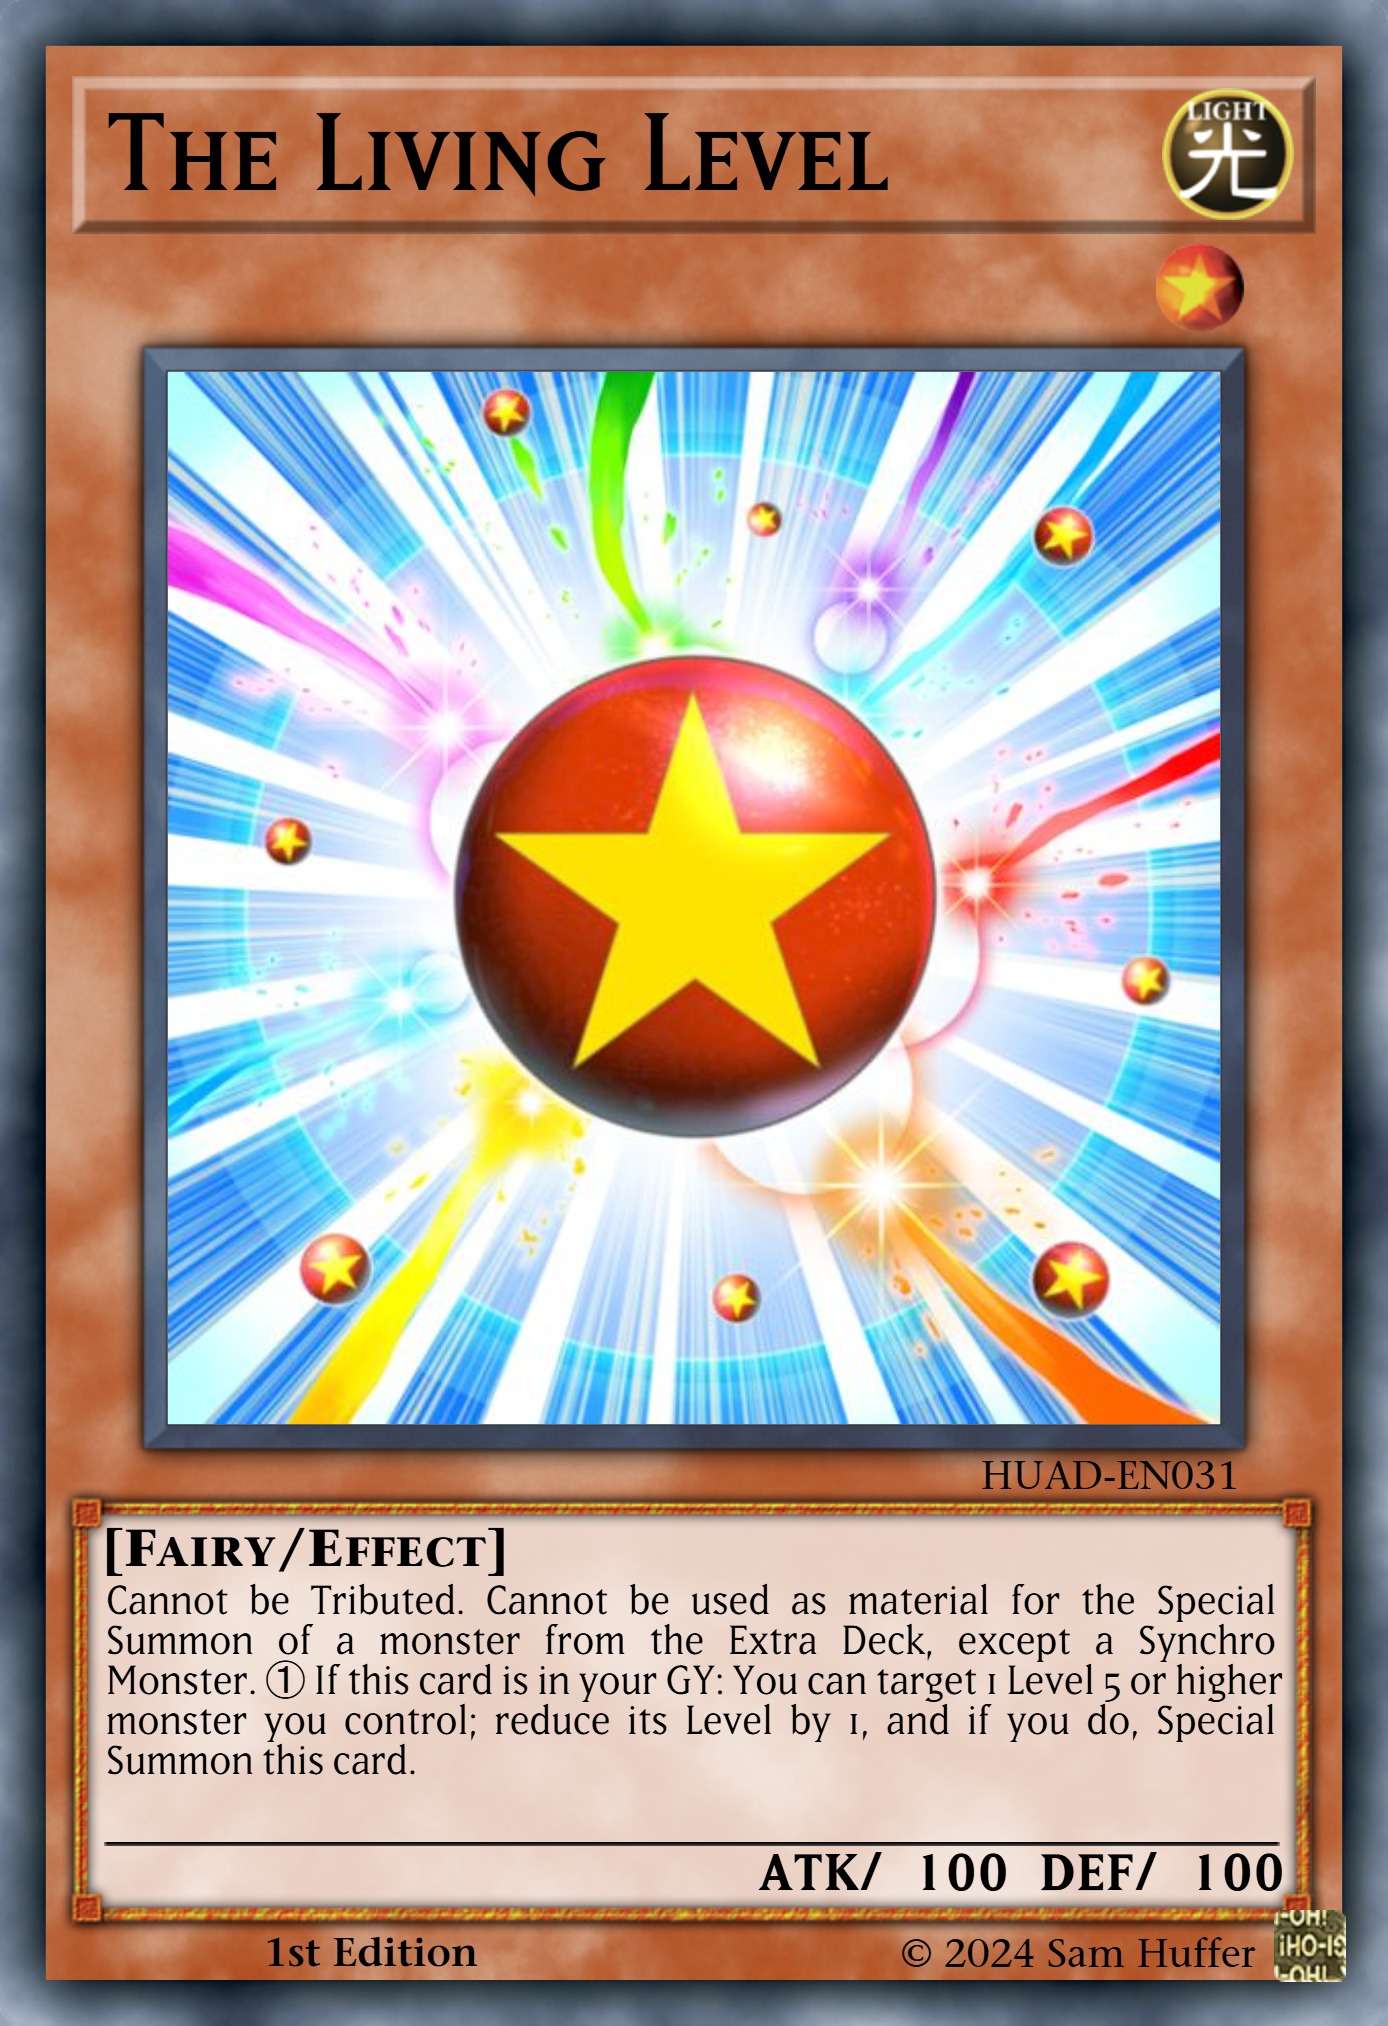 The Living Level
LIGHT
光
HUAD-EN031
[Fairy/Effect]
Cannot be Tributed. Cannot be used as material for the Special
Summon of a monster from the Extra Deck, except a Synchro
Monster. ① If this card is in your GY: You can target 1 Level 5 or higher
monster you control; reduce its Level by 1, and if you do, Special
Summon this card.
ATK/ 100 DEF/ 100
1st Edition
© 2024 Sam Huffer